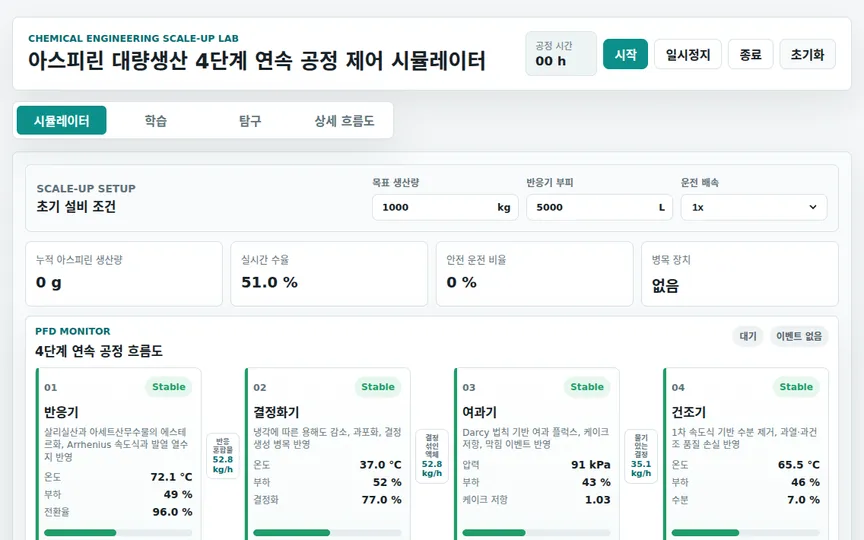 CHEMICAL ENGINEERING SCALE-UP LAB
아스피린 대량생산 4단계 연속 공정 제어 시뮬레이터
공정 시간
00 h
시작
일시정지
종료
초기화
시뮬레이터
학습
탐구
상세 흐름도
SCALE-UP SETUP
초기 설비 조건
목표 생산량
1000 kg
반응기 부피
5000 L
운전 배속
1x
누적 아스피린 생산량
0 g
실시간 수율
51.0 %
안전 운전 비율
0 %
병목 장치
없음
PFD MONITOR
4단계 연속 공정 흐름도
대기
이벤트 없음
01
Stable
반응기
살리실산과 아세트산무수물의 에스테
르화, Arrhenius 속도식과 발열 열수
지 반영
온도 72.1 °C
부하 49 %
전환율 96.0 %
반응
혼합물
52.8
kg/h
02
Stable
결정화기
냉각에 따른 용해도 감소, 과포화, 결정
생성 병목 반영
온도 37.0 °C
부하 52 %
결정화 77.0 %
결정
섞인
액체
52.8
kg/h
03
Stable
여과기
Darcy 법칙 기반 여과 플럭스, 케이크
저항, 막힘 이벤트 반영
압력 91 kPa
부하 43 %
케이크 저항 1.03
물기
있는
결정
35.1
kg/h
04
Stable
건조기
1차 속도식 기반 수분 제거, 과열·과건
조 품질 손실 반영
온도 65.5 °C
부하 46 %
수분 7.0 %